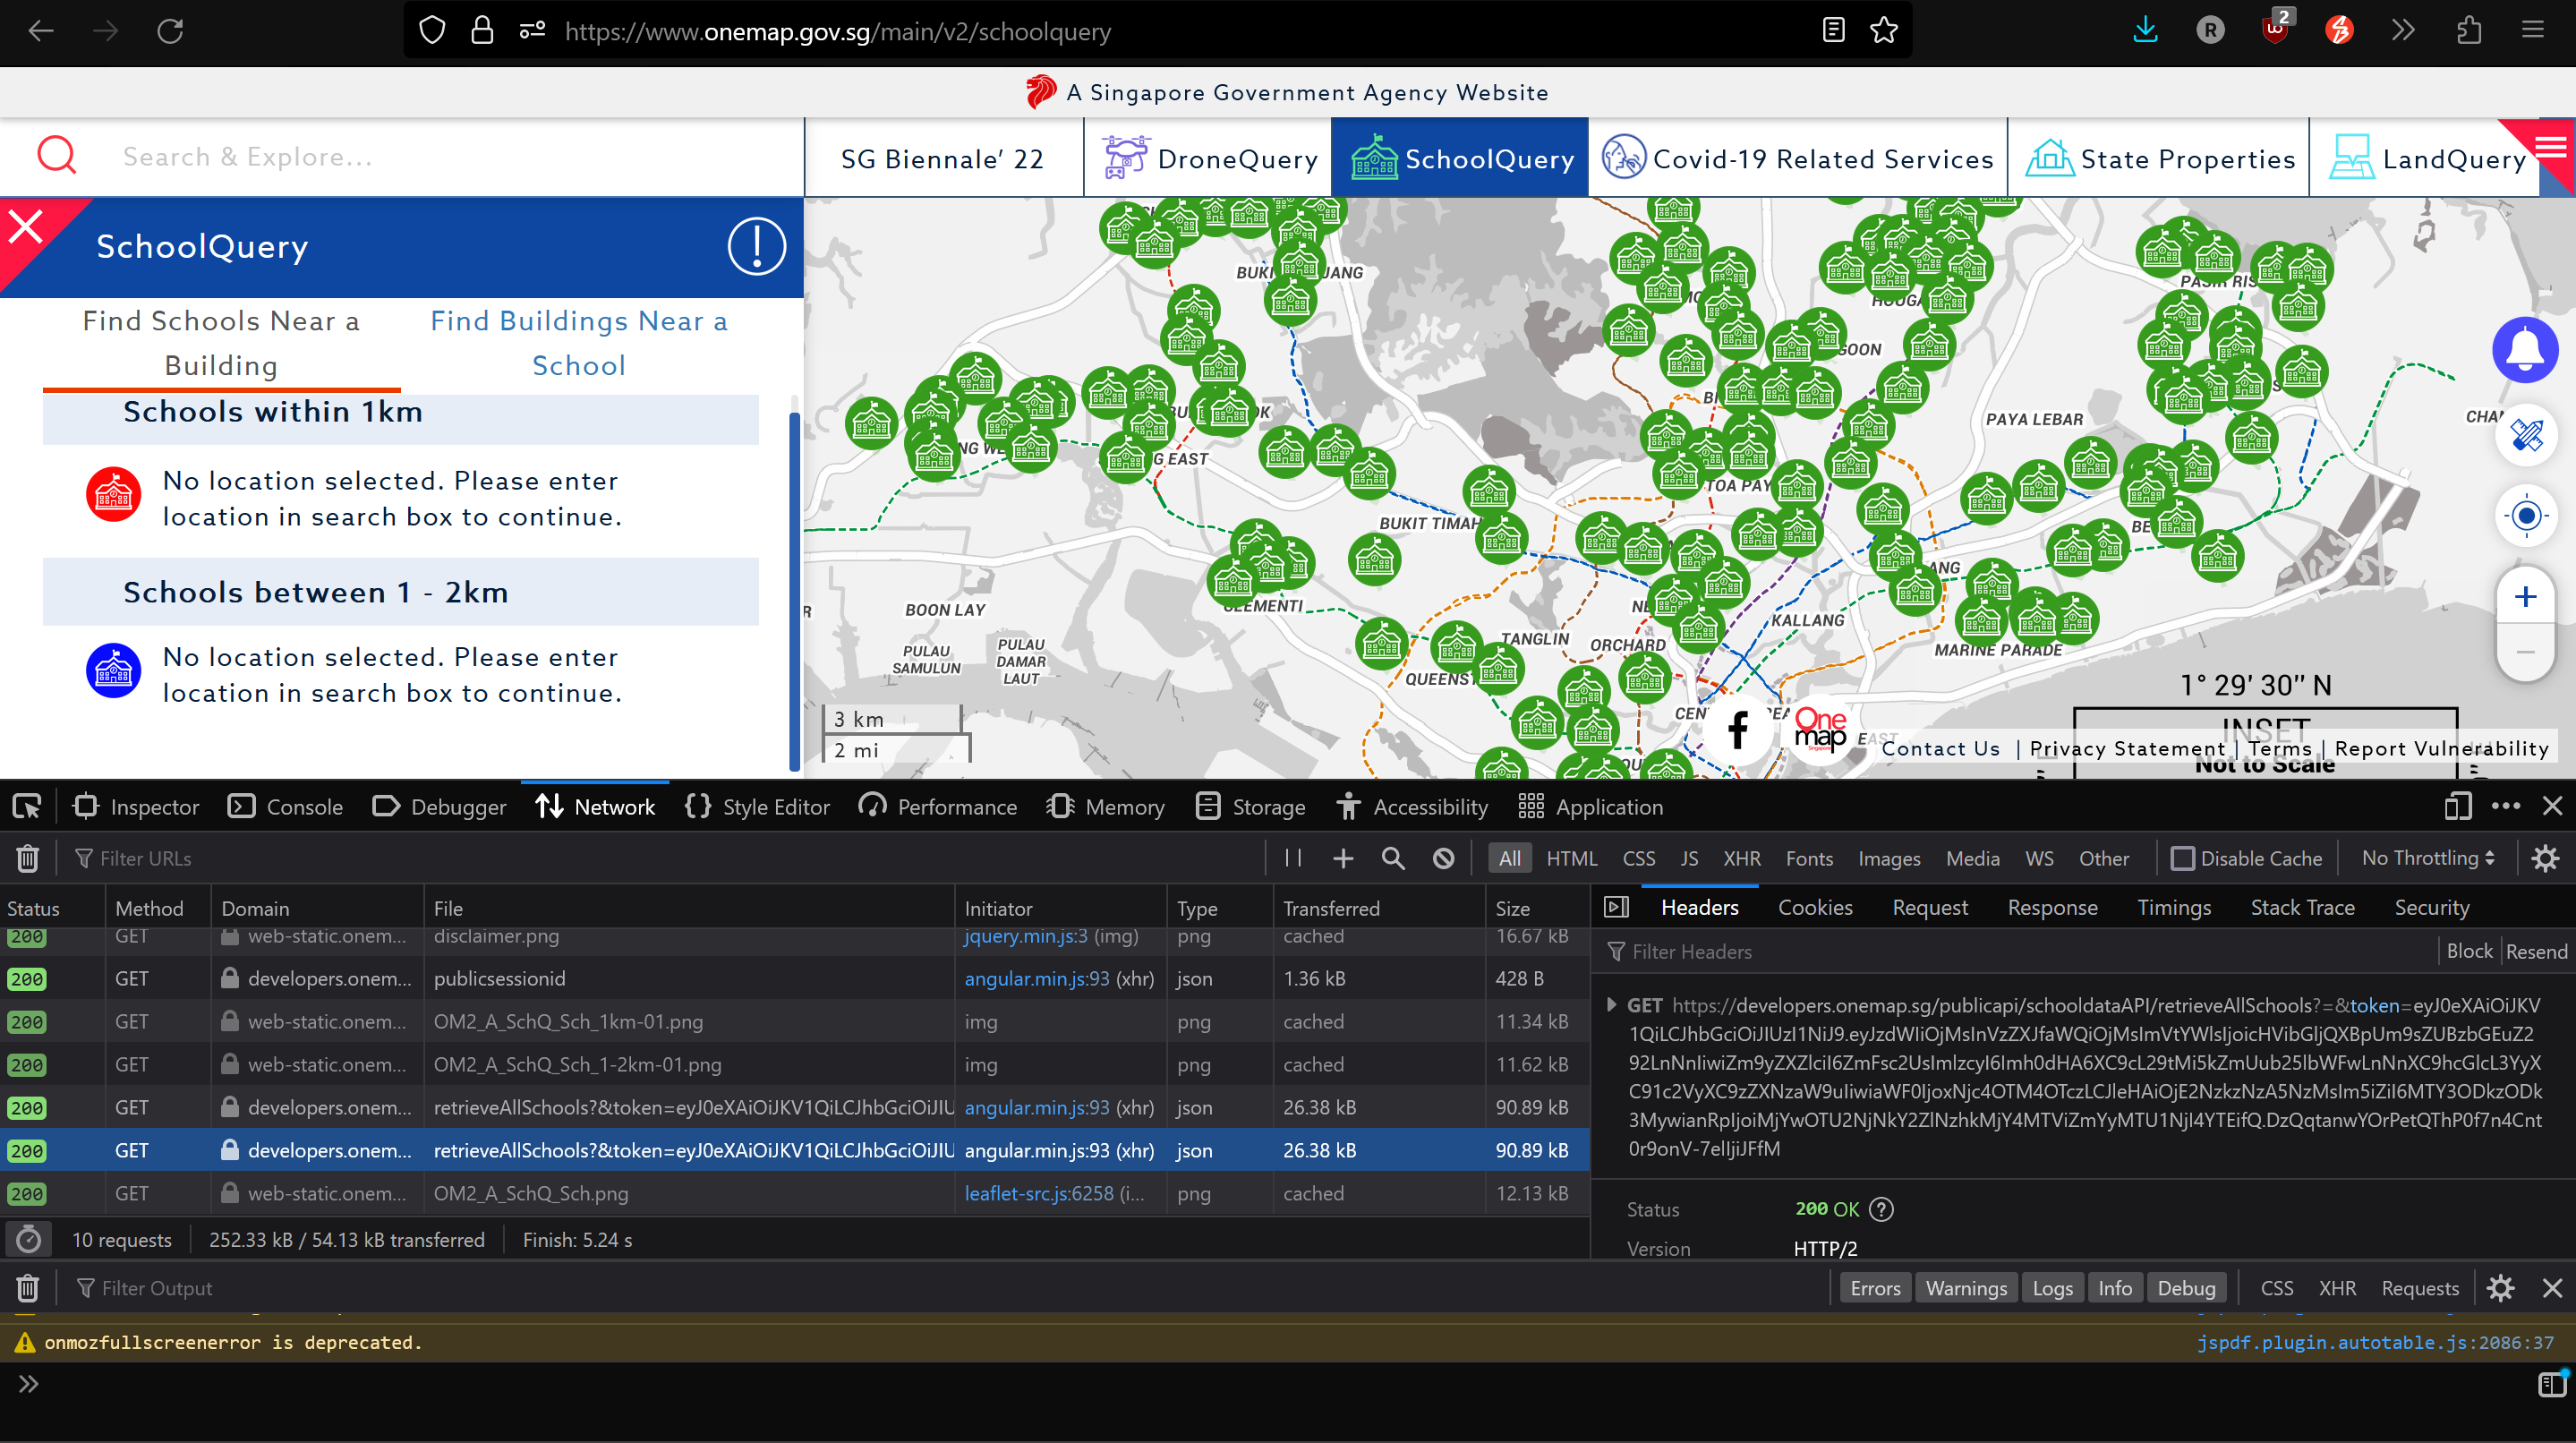 https://www.onemap.gov.sg/main/v2/schoolquery
R
2
A Singapore Government Agency Website
Search & Explore...
SG Biennale' 22
DroneQuery
SchoolQuery
Covid-19 Related Services
State Properties
LandQuery
SchoolQuery
Find Schools Near a Building
Find Buildings Near a School
Schools within 1km
No location selected. Please enter
location in search box to continue.
Schools between 1 - 2km
No location selected. Please enter
location in search box to continue.
PAYA LEBAR
BUKIT TIMAH
TOA PAY
BOON LAY
CLEMENTI
PULAU
SAMULUN
PULAU
DAMAR
LAUT
TANGLIN
ORCHARD
KALLANG
MARINE PARADE
3 km
2 mi
f
One
map
1° 29' 30" N
INSET
Not to Scale
Contact Us | Privacy Statement | Terms | Report Vulnerability
Inspector
Console
Debugger
Network
Style Editor
Performance
Memory
Storage
Accessibility
Application
Filter URLs
All HTML CSS JS XHR Fonts Images Media WS Other
Disable Cache
No Throttling
Status Method Domain File Initiator Type Transferred Size
200 GET web-static.onem... disclaimer.png jquery.min.js:3 (img) png cached 16.67 kB
200 GET developers.onem... publicsessionid angular.min.js:93 (xhr) json 1.36 kB 428 B
200 GET web-static.onem... OM2_A_SchQ_Sch_1km-01.png img png cached 11.34 kB
200 GET web-static.onem... OM2_A_SchQ_Sch_1-2km-01.png img png cached 11.62 kB
200 GET developers.onem... retrieveAllSchools?&token=eyJ0eXAiOiJKV1QiLCJhbGciOiJIU angular.min.js:93 (xhr) json 26.38 kB 90.89 kB
200 GET developers.onem... retrieveAllSchools?&token=eyJ0eXAiOiJKV1QiLCJhbGciOiJIU angular.min.js:93 (xhr) json 26.38 kB 90.89 kB
200 GET web-static.onem... OM2_A_SchQ_Sch.png leaflet-src.js:6258 (i... png cached 12.13 kB
10 requests
252.33 kB / 54.13 kB transferred
Finish: 5.24 s
Headers Cookies Request Response Timings Stack Trace Security
Filter Headers
Block
Resend
GET https://developers.onemap.sg/publicapi/schooldataAPI/retrieveAllSchools?=&token=eyJ0eXAiOiJKV
Status 200 OK
Version HTTP/2
Filter Output
Errors Warnings Logs Info Debug CSS XHR Requests
onmozfullscreenerror is deprecated.
jspdf.plugin.autotable.js:2086:37